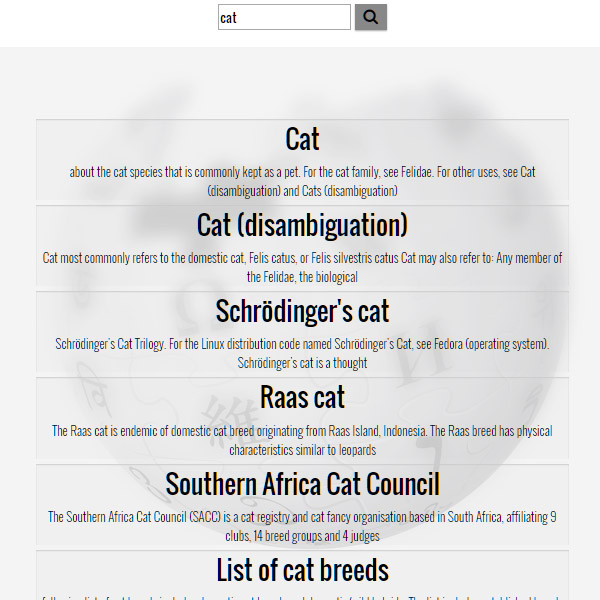 cat
Cat
about the cat species that is commonly kept as a pet. For the cat family, see Felidae. For other uses, see Cat
(disambiguation) and Cats (disambiguation)
Cat (disambiguation)
Cat most commonly refers to the domestic cat, Felis catus, or Felis silvestris catus Cat may also refer to: Any member of
the Felidae, the biological
Schrödinger's cat
Schrödinger's Cat Trilogy. For the Linux distribution code named Schrödinger's Cat, see Fedora (operating system).
Schrödinger's cat is a thought
Raas cat
The Raas cat is endemic of domestic cat breed originating from Raas Island, Indonesia. The Raas breed has physical
characteristics similar to leopards
Southern Africa Cat Council
The Southern Africa Cat Council (SACC) is a cat registry and cat fancy organisation based in South Africa, affiliating 9
clubs, 14 breed groups and 4 judges
List of cat breeds